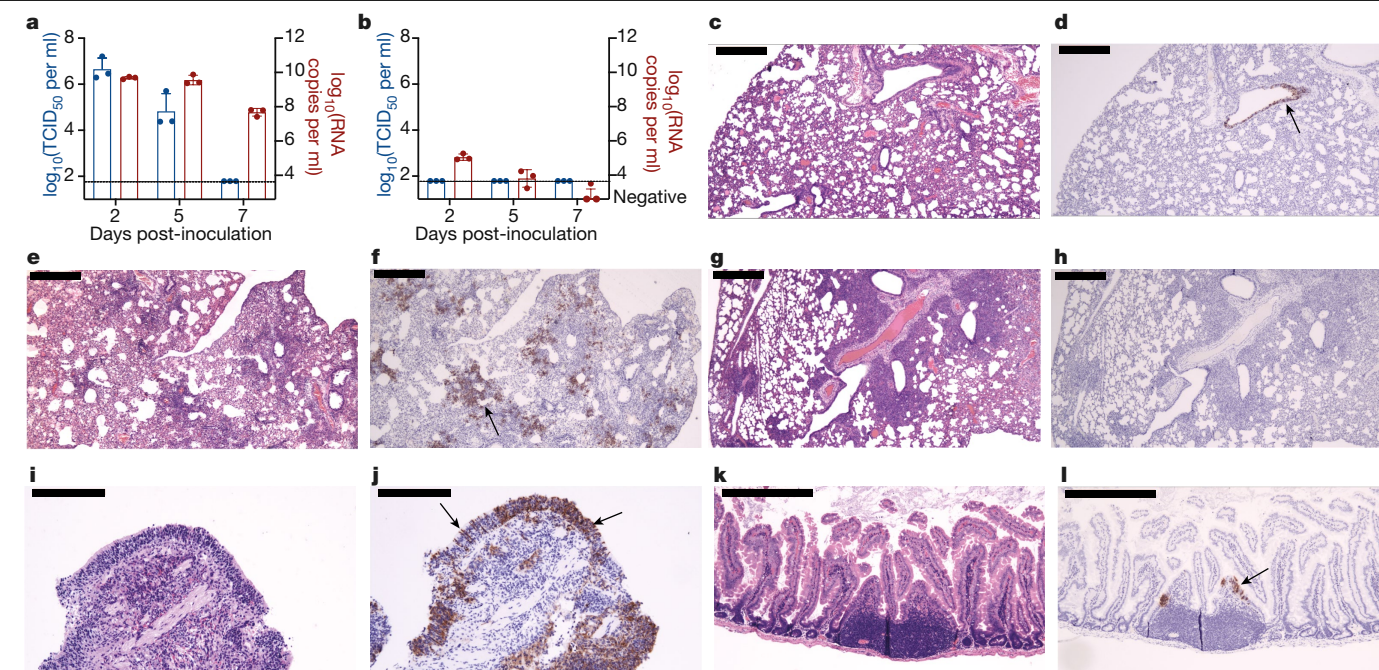 a
8
6
4
2
log10(TCID50 per ml)
12
10
8
6
4
log10(RNA
copies per ml)
2 5 7
Days post-inoculation
b
8
6
4
2
log10(TCID50 per ml)
12
10
8
6
4
Negative
log10(RNA
copies per ml)
2 5 7
Days post-inoculation
c
d
e
f
g
h
i
j
k
l